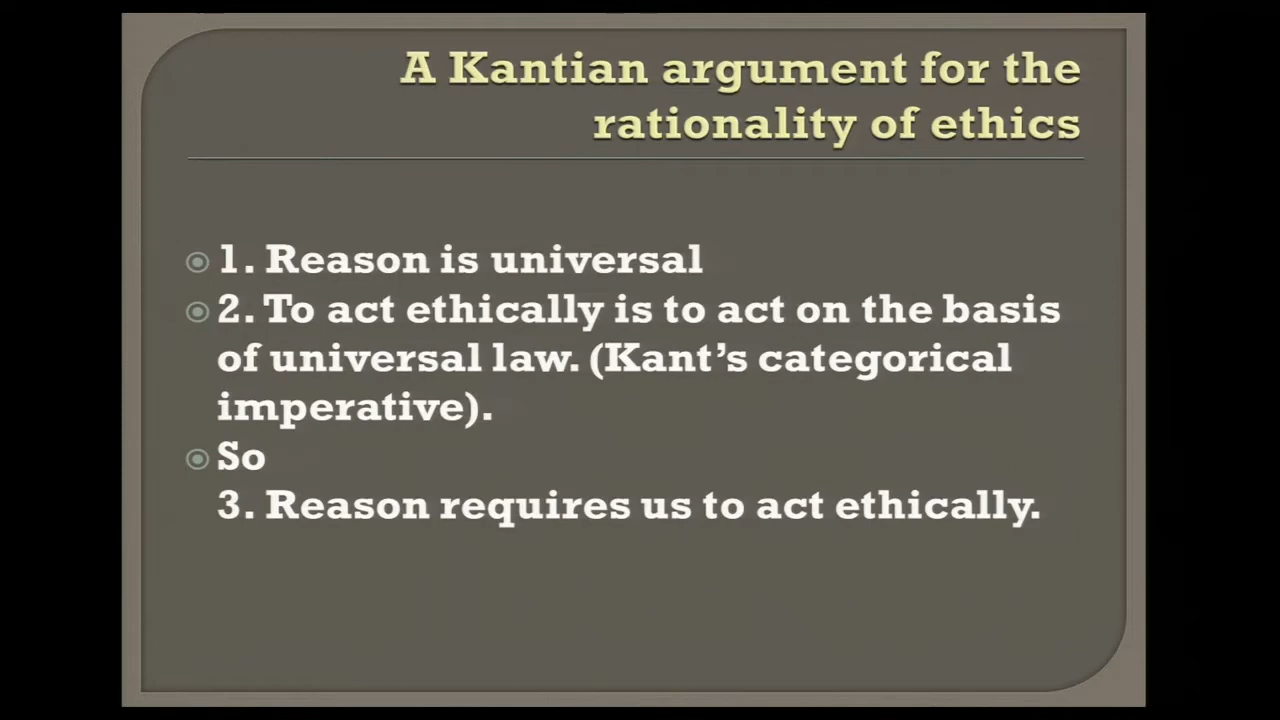 A Kantian argument for the
rationality of ethics
1. Reason is universal
2. To act ethically is to act on the basis
of universal law. (Kant’s categorical
imperative).
So
3. Reason requires us to act ethically.